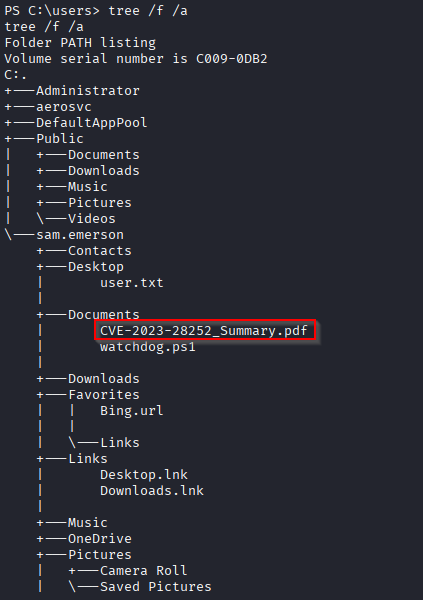 PS C:\users> tree /f /a
tree /f /a
Folder PATH listing
Volume serial number is C009-0DB2
C:.
+---Administrator
+---aerosvc
+---DefaultAppPool
+---Public
|   +---Documents
|   +---Downloads
|   +---Music
|   +---Pictures
|   \---Videos
\---sam.emerson
    +---Contacts
    +---Desktop
    |       user.txt
    |
    +---Documents
    |       CVE-2023-28252_Summary.pdf
    |       watchdog.ps1
    |
    +---Downloads
    +---Favorites
    |   |   Bing.url
    |   |
    |   \---Links
    +---Links
    |       Desktop.lnk
    |       Downloads.lnk
    |
    +---Music
    +---OneDrive
    +---Pictures
    |   +---Camera Roll
    |   \---Saved Pictures